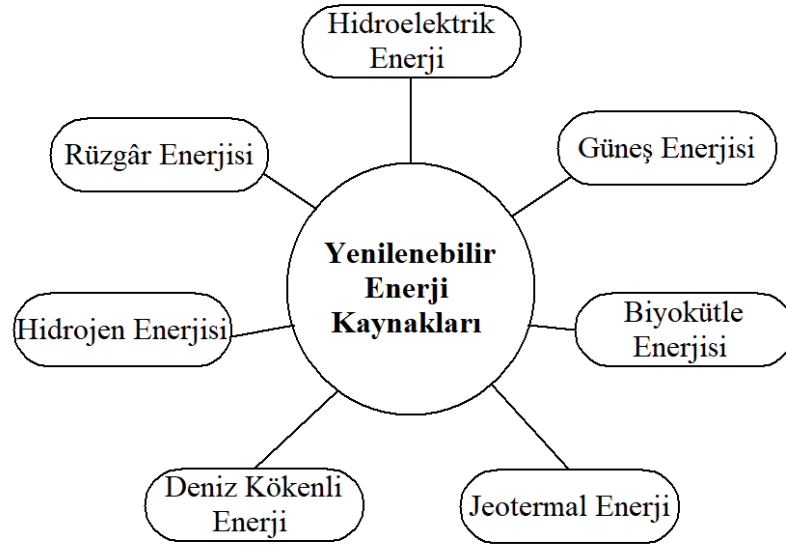 Hidroelektrik
Enerji
Rüzgâr Enerjisi
Güneş Enerjisi
Yenilenebilir
Enerji
Kaynakları
Hidrojen Enerjisi
Biyokütle
Enerjisi
Deniz Kökenli
Enerji
Jeotermal Enerji